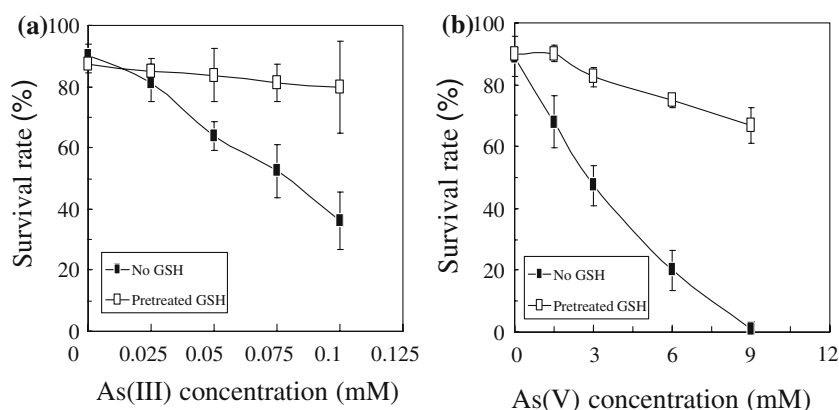 (a)
100
80
60
40
20
0
Survival rate (%)
No GSH
Pretreated GSH
0 0.025 0.05 0.075 0.1 0.125
As(III) concentration (mM)
(b)
100
80
60
40
20
0
Survival rate (%)
No GSH
Pretreated GSH
0 3 6 9 12
As(V) concentration (mM)